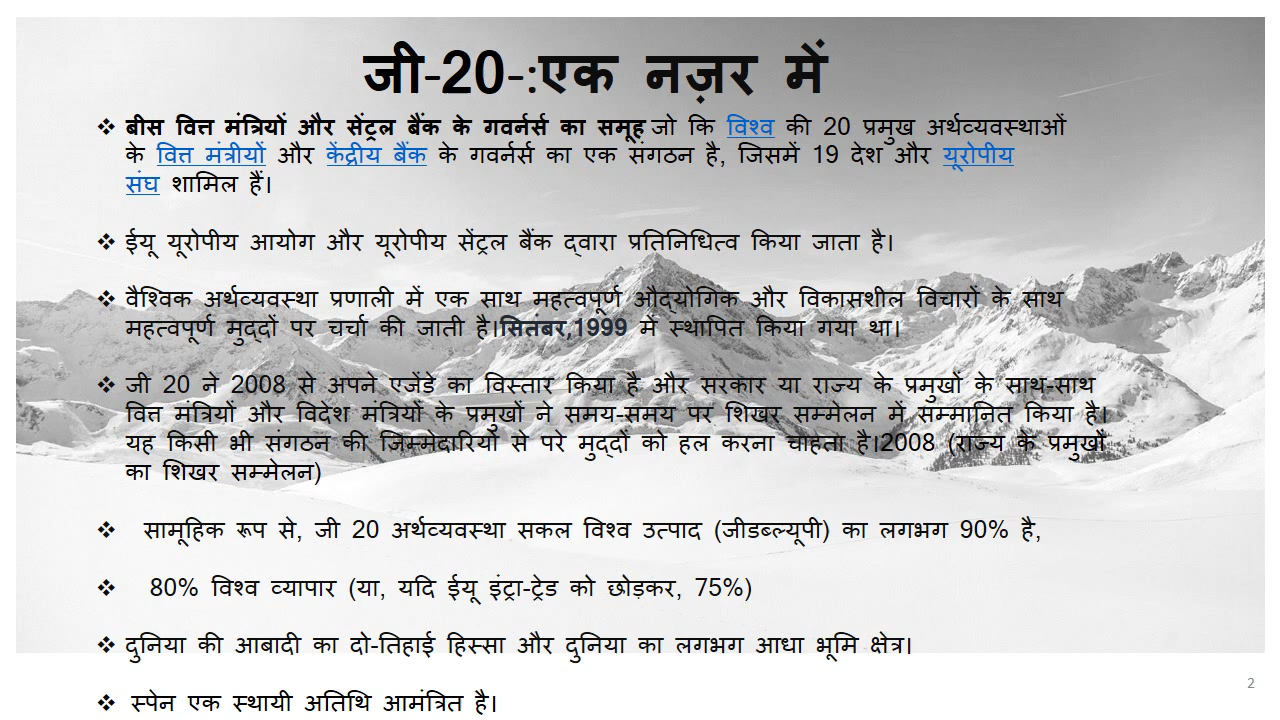 जी-20-:एक नज़र में
❖ बीस वित्त मंत्रियों और सेंट्रल बैंक के गवर्नर्स का समूह जो कि विश्व की 20 प्रमुख अर्थव्यवस्थाओं
के वित्त मंत्रीयों और केंद्रीय बैंक के गवर्नर्स का एक संगठन है, जिसमें 19 देश और यूरोपीय
संघ शामिल हैं।
❖ ईयू यूरोपीय आयोग और यूरोपीय सेंट्रल बैंक द्वारा प्रतिनिधित्व किया जाता है।
❖ वैश्विक अर्थव्यवस्था प्रणाली में एक साथ महत्वपूर्ण औद्योगिक और विकासशील विचारों के साथ
महत्वपूर्ण मुद्दों पर चर्चा की जाती है।सितंबर,1999 में स्थापित किया गया था।
❖ जी 20 ने 2008 से अपने एजेंडे का विस्तार किया है और सरकार या राज्य के प्रमुखों के साथ-साथ
वित्त मंत्रियों और विदेश मंत्रियों के प्रमुखों ने समय-समय पर शिखर सम्मेलन में सम्मानित किया है।
यह किसी भी संगठन की जिम्मेदारियों से परे मुद्दों को हल करना चाहता है।2008 (राज्य के प्रमुखों
का शिखर सम्मेलन)
❖ सामूहिक रूप से, जी 20 अर्थव्यवस्था सकल विश्व उत्पाद (जीडब्ल्यूपी) का लगभग 90% है,
❖ 80% विश्व व्यापार (या, यदि ईयू इंट्रा-ट्रेड को छोड़कर, 75%)
❖ दुनिया की आबादी का दो-तिहाई हिस्सा और दुनिया का लगभग आधा भूमि क्षेत्र।
2
❖ स्पेन एक स्थायी अतिथि आमंत्रित है।